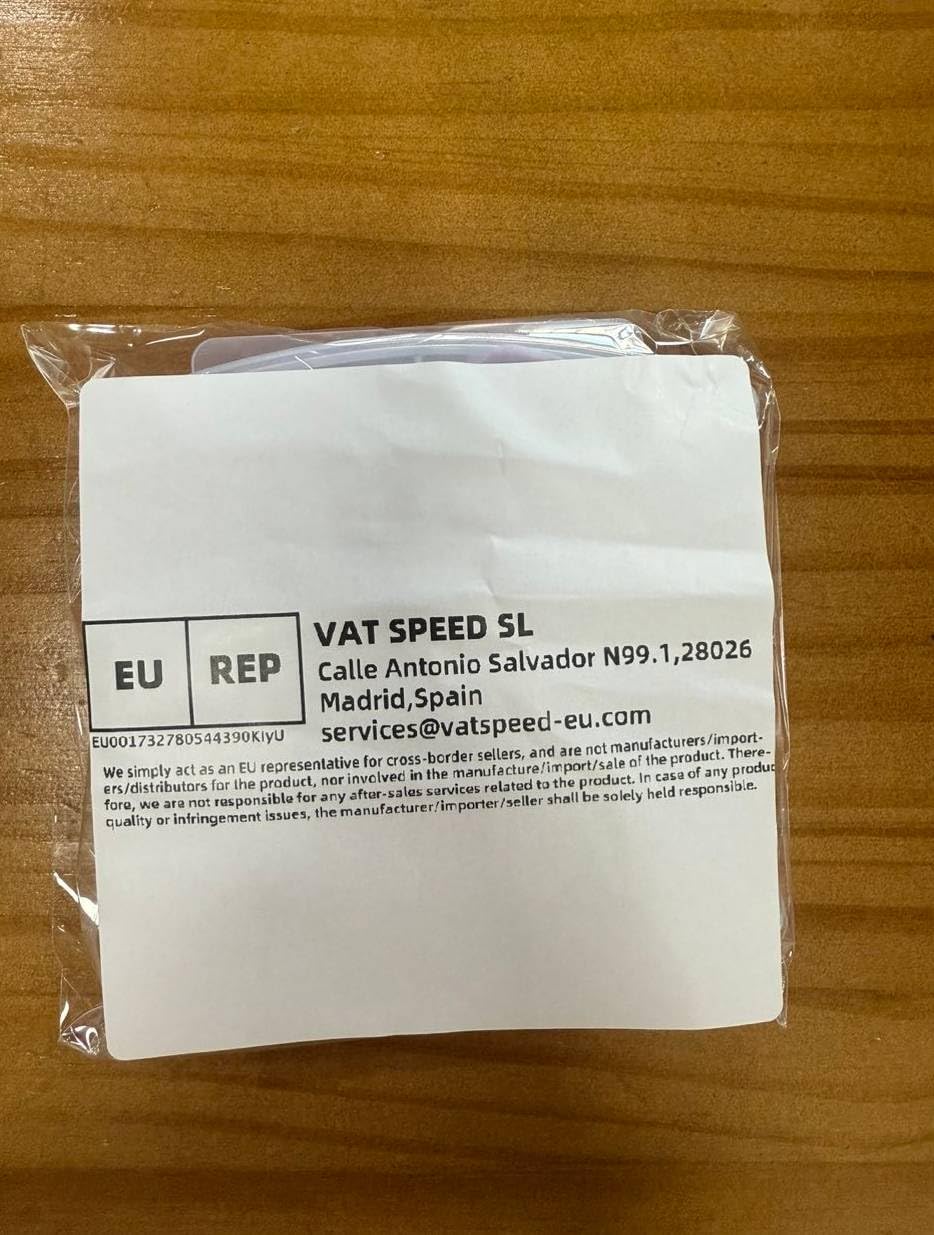 EU REP
EU001732780544390KIyU
VAT SPEED SL
Calle Antonio Salvador N99.1,28026
Madrid,Spain
services@vatspeed-eu.com
We simply act as an EU representative for cross-border sellers, and are not manufacturers/import-
ers/distributors for the product, nor involved in the manufacture/import/sale of the product. There-
fore, we are not responsible for any after-sales services related to the product. In case of any produc
quality or infringement issues, the manufacturer/importer/seller shall be solely held responsible.